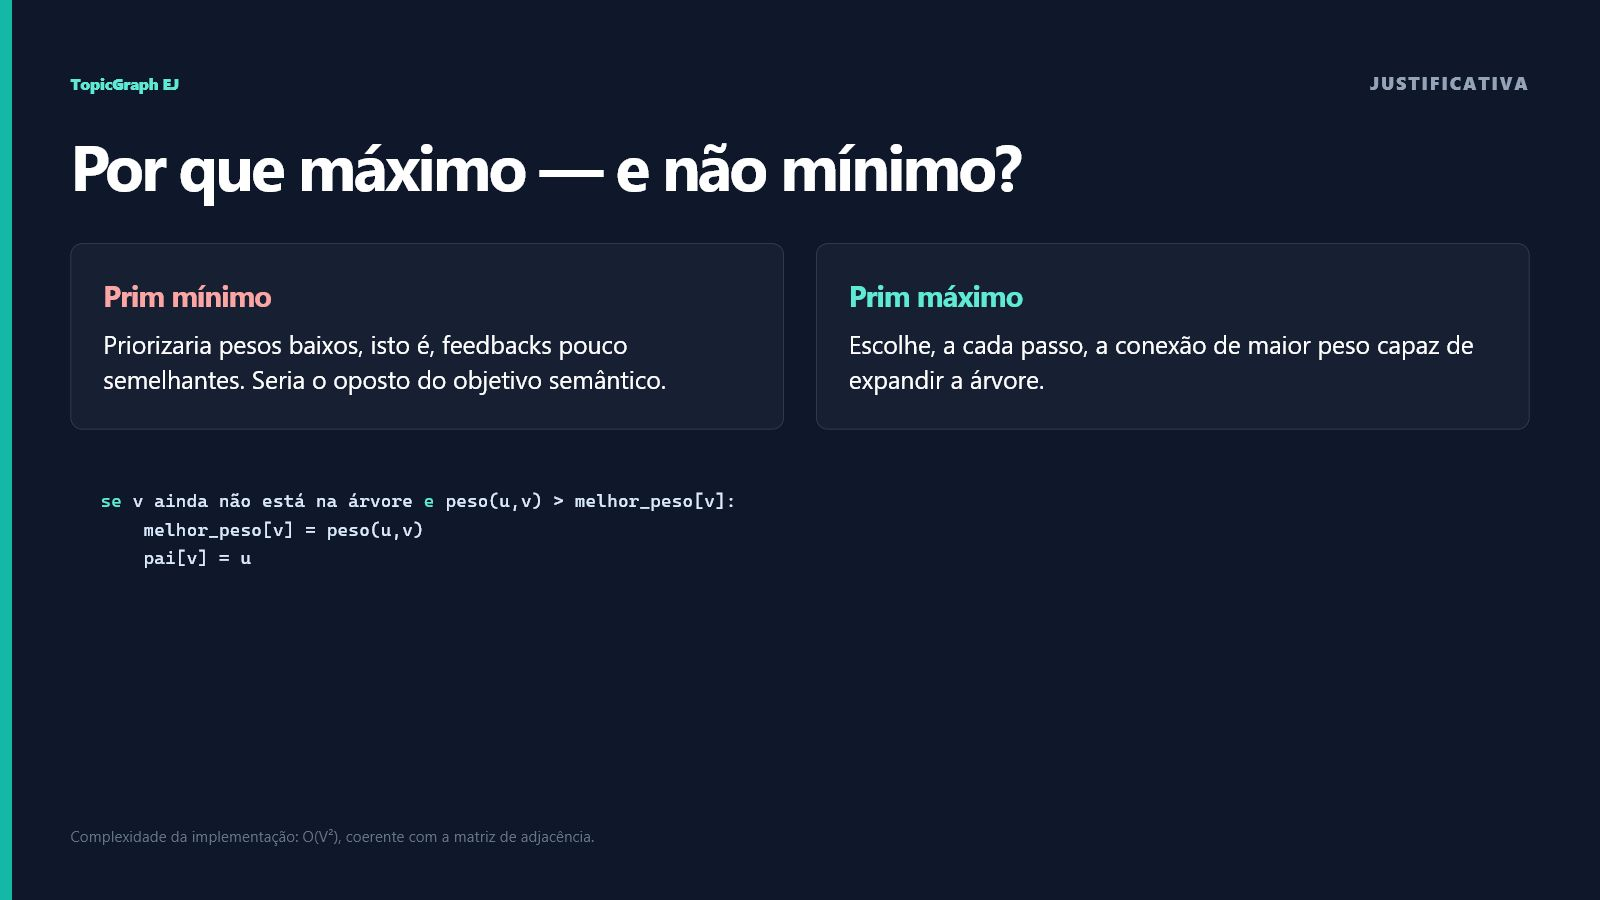 TopicGraph EJ
JUSTIFICATIVA
Por que máximo — e não mínimo?
Prim mínimo
Priorizaria pesos baixos, isto é, feedbacks pouco
semelhantes. Seria o oposto do objetivo semântico.
Prim máximo
Escolhe, a cada passo, a conexão de maior peso capaz de
expandir a árvore.
se v ainda não está na árvore e peso(u,v) > melhor_peso[v]:
    melhor_peso[v] = peso(u,v)
    pai[v] = u
Complexidade da implementação: O(V²), coerente com a matriz de adjacência.